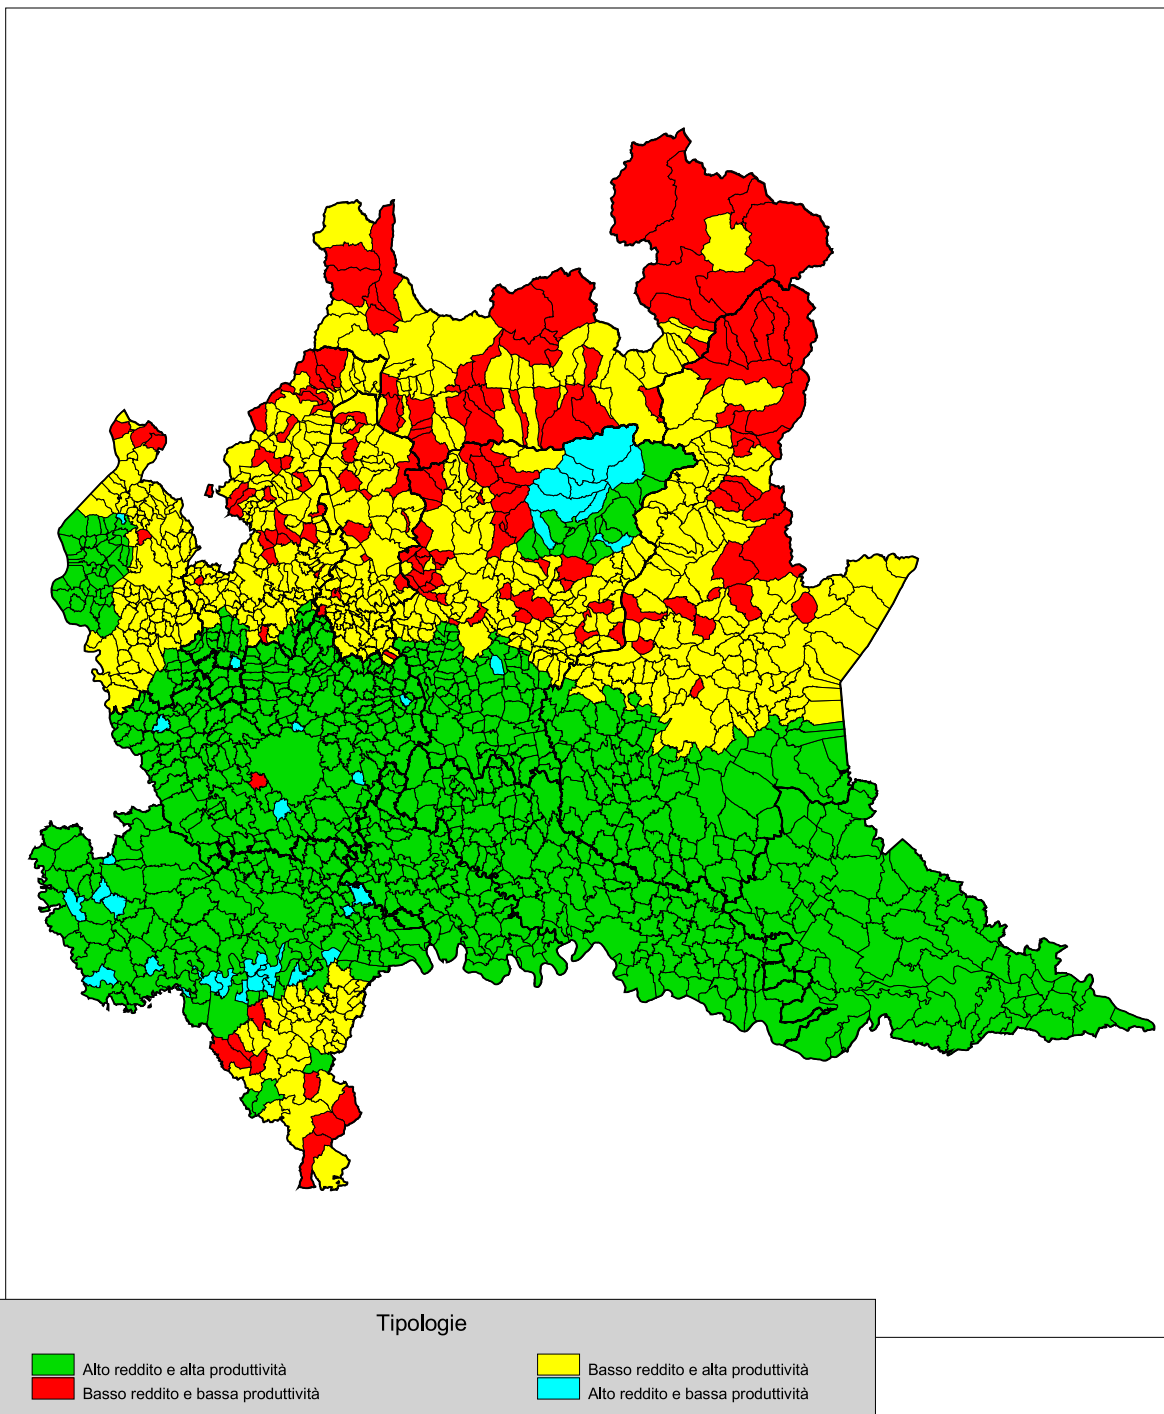 Tipologie
Alto reddito e alta produttività
Basso reddito e bassa produttività
Basso reddito e alta produttività
Alto reddito e bassa produttività